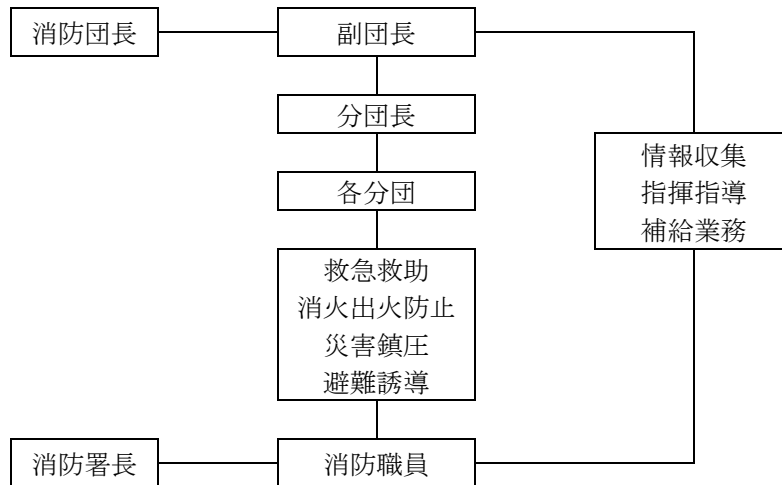 消防団長
副団長
分団長
各分団
情報収集
指揮指導
補給業務
救急救助
消火出火防止
災害鎮圧
避難誘導
消防署長
消防職員